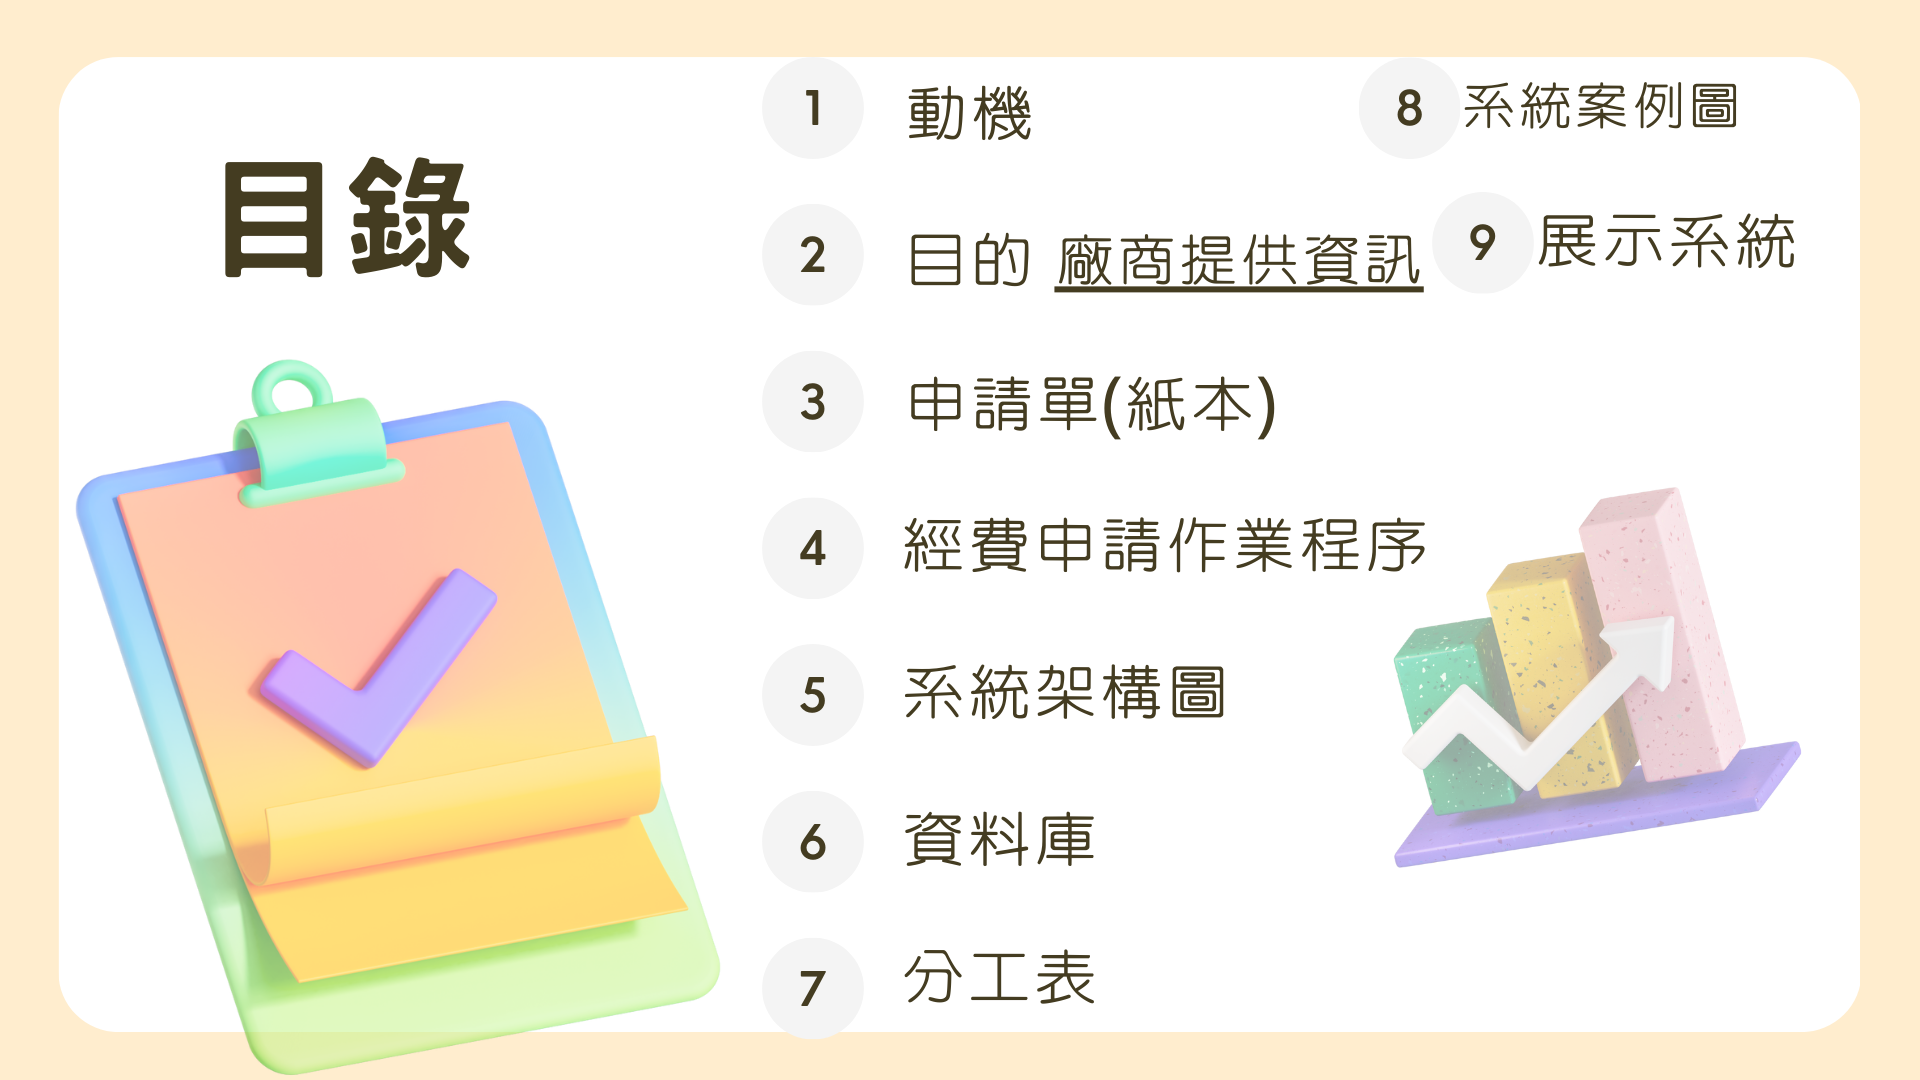 目錄
1 動機
2 目的 廠商提供資訊
3 申請單(紙本)
4 經費申請作業程序
5 系統架構圖
6 資料庫
7 分工表
8 系統案例圖
9 展示系統